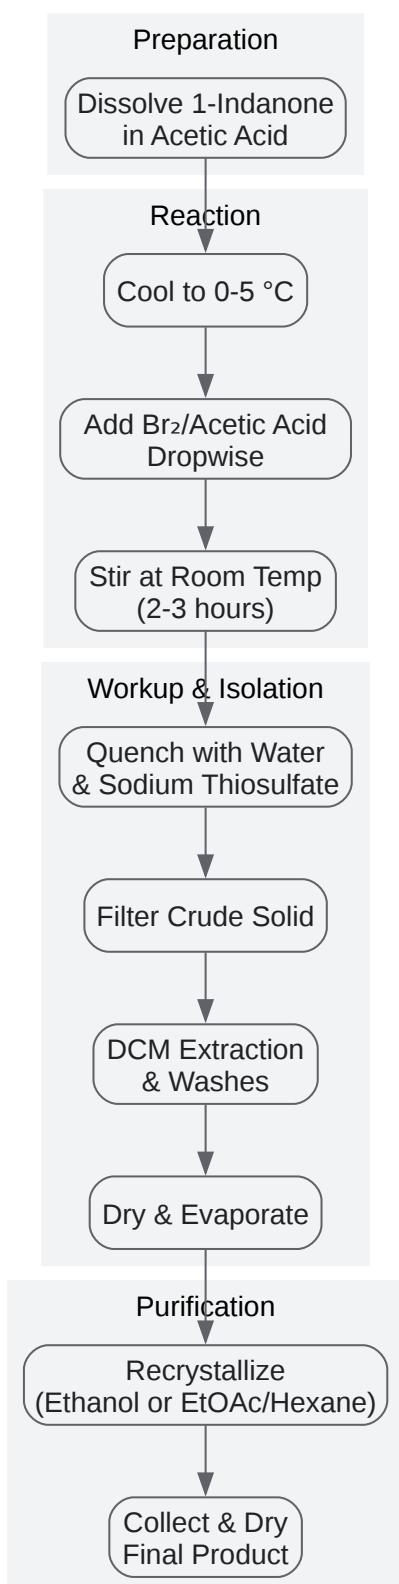 Preparation
Dissolve 1-Indanone
in Acetic Acid
Reaction
Cool to 0-5 °C
Add Br₂/Acetic Acid
Dropwise
Stir at Room Temp
(2-3 hours)
Workup & Isolation
Quench with Water
& Sodium Thiosulfate
Filter Crude Solid
DCM Extraction
& Washes
Dry & Evaporate
Purification
Recrystallize
(Ethanol or EtOAc/Hexane)
Collect & Dry
Final Product